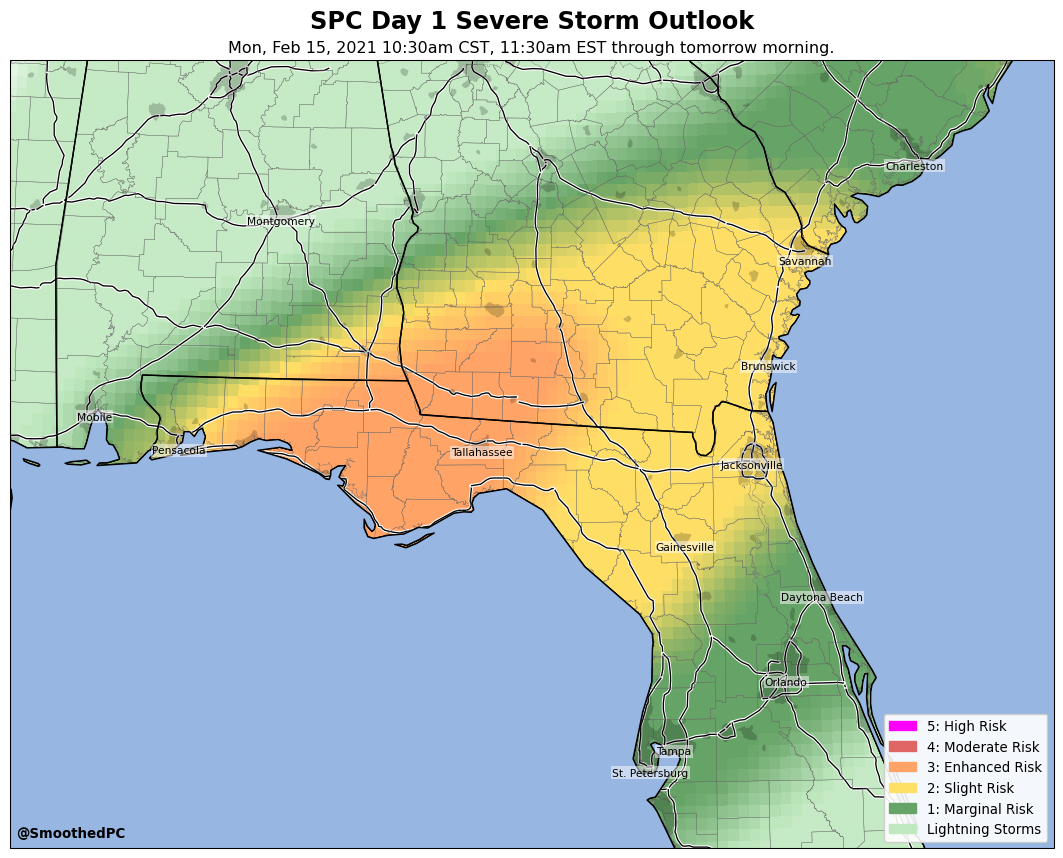 SPC Day 1 Severe Storm Outlook
Mon, Feb 15, 2021 10:30am CST, 11:30am EST through tomorrow morning.
Charleston
Montgomery
Savannah
Brunswick
Mobile
Pensacola
Tallahassee
Jacksonville
Gainesville
Daytona Beach
Orlando
Tampa
St. Petersburg
5: High Risk
4: Moderate Risk
3: Enhanced Risk
2: Slight Risk
1: Marginal Risk
Lightning Storms
@SmoothedPC